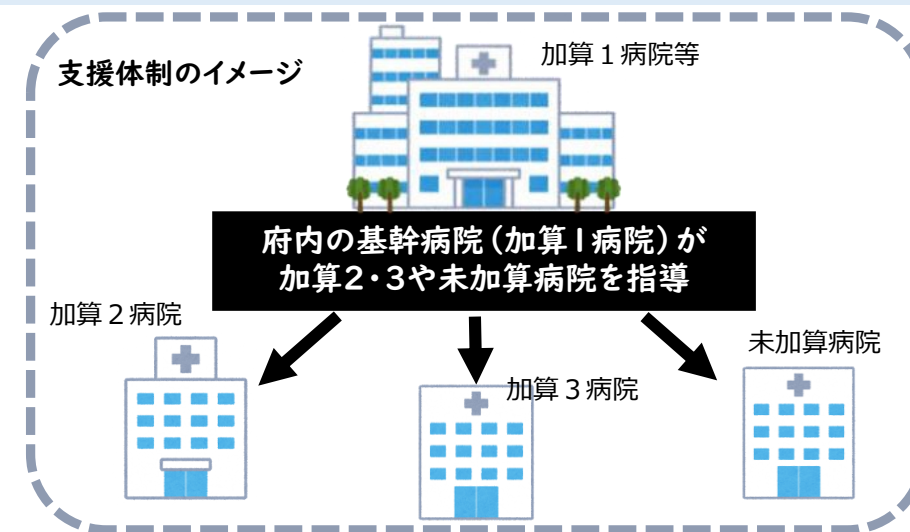 支援体制のイメージ
加算１病院等
府内の基幹病院（加算1病院）が
加算2・3や未加算病院を指導
加算２病院
加算３病院
未加算病院